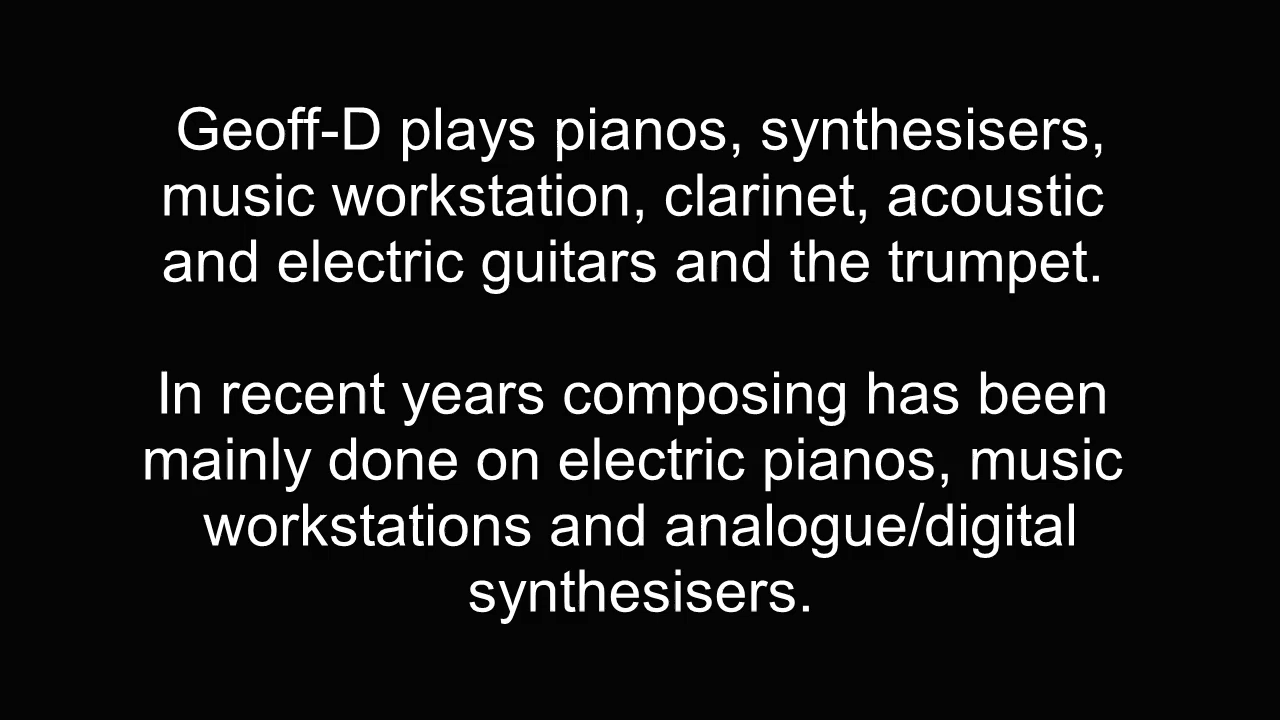 Geoff-D plays pianos, synthesisers,
music workstation, clarinet, acoustic
and electric guitars and the trumpet.
In recent years composing has been
mainly done on electric pianos, music
workstations and analogue/digital
synthesisers.